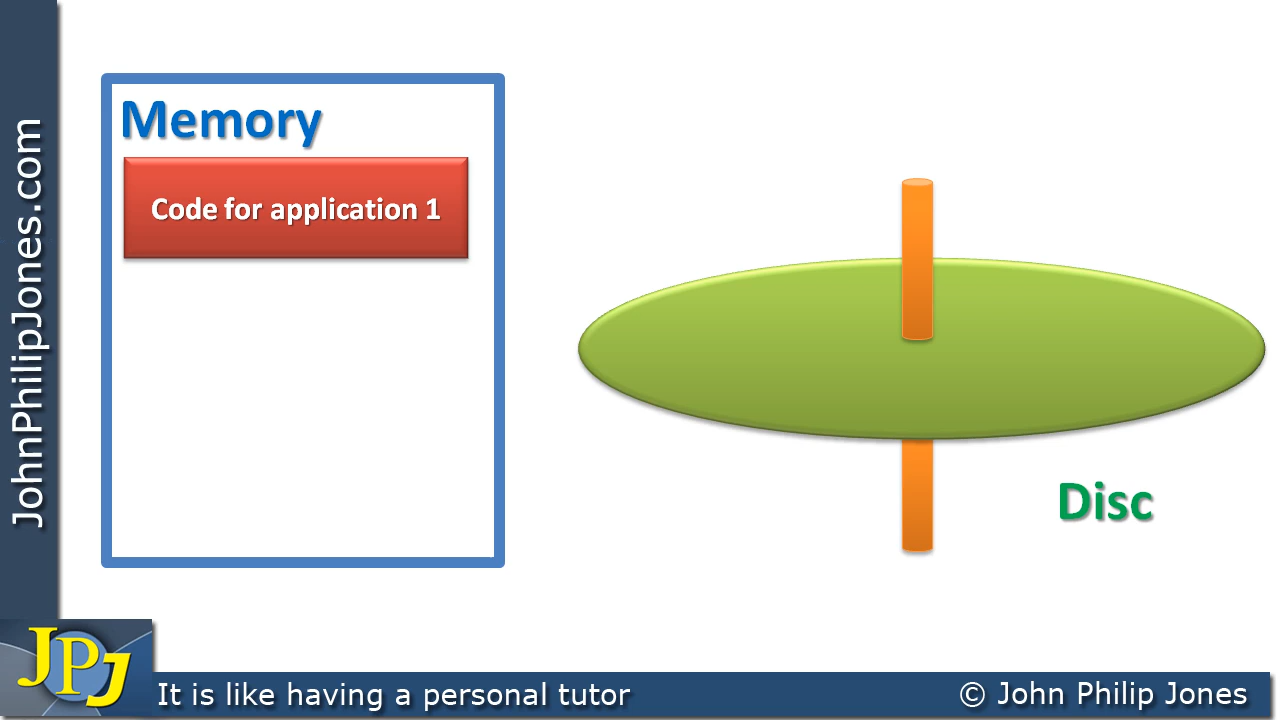 JohnPhilipJones.com
Memory
Code for application 1
Disc
JPJ
It is like having a personal tutor
© John Philip Jones